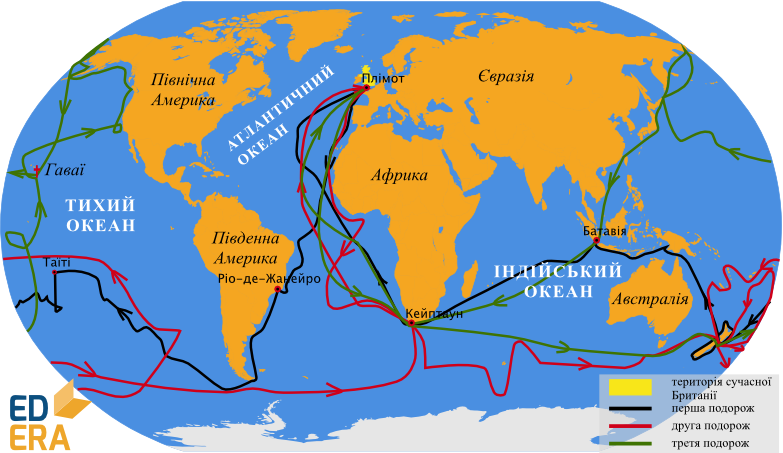 Північна
Америка
АТЛАНТИЧНИЙ
ОКЕАН
Плімот
Євразія
Гаваї
Африка
ТИХИЙ
ОКЕАН
Південна
Америка
Батавія
Таїті
Ріо-де-Жанейро
ІНДІЙСЬКИЙ
ОКЕАН
Австралія
Кейптаун
територія сучасної
Британії
перша подорож
друга подорож
третя подорож
ED
ERA